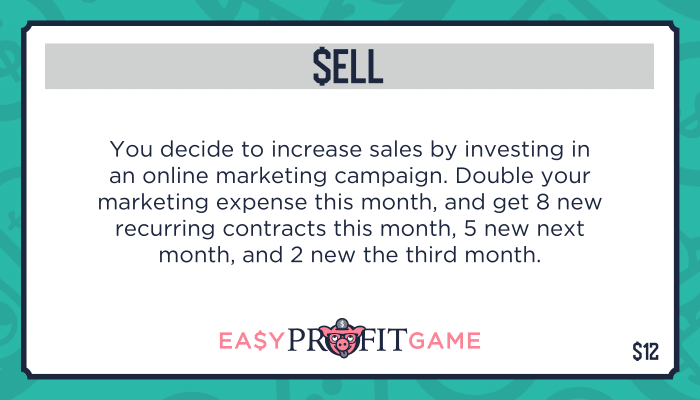 $ELL
You decide to increase sales by investing in
an online marketing campaign. Double your
marketing expense this month, and get 8 new
recurring contracts this month, 5 new next
month, and 2 new the third month.
EA$Y PROFIT GAME
$12